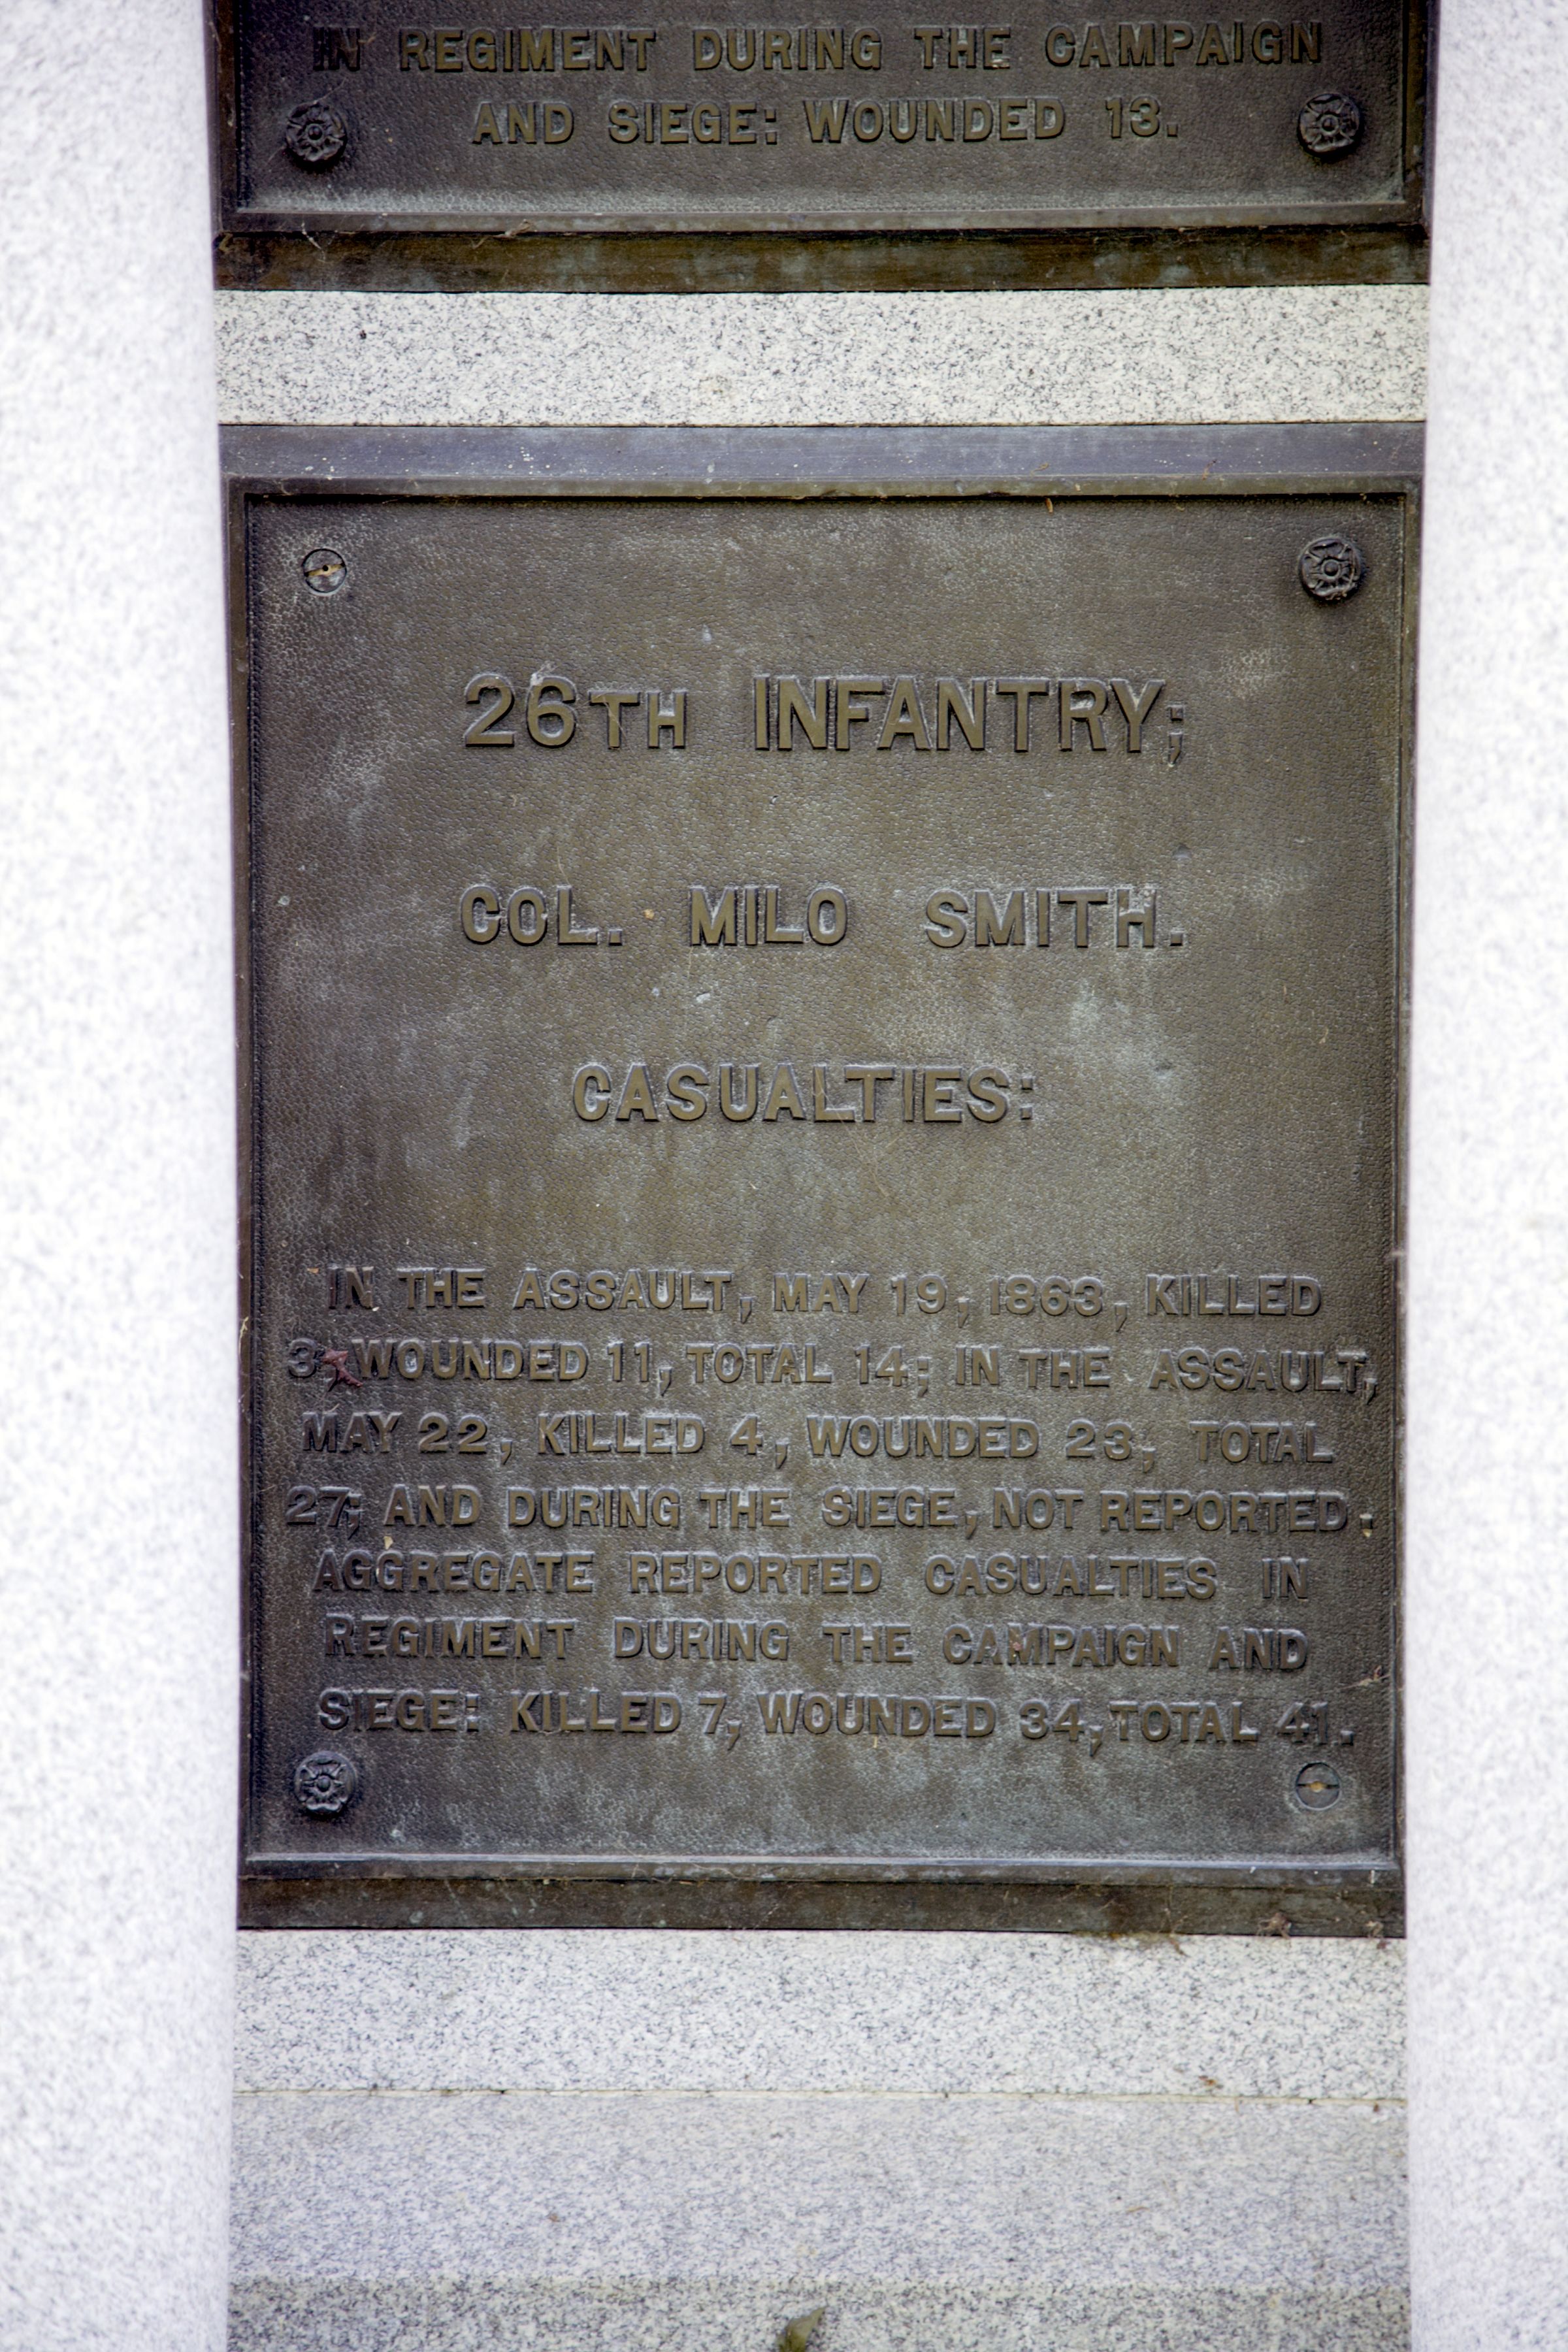 IN REGIMENT DURING THE CAMPAIGN
AND SIEGE: WOUNDED 13.
26TH INFANTRY;
COL. MILO SMITH.
CASUALTIES:
IN THE ASSAULT, MAY 19, 1863, KILLED
3, WOUNDED 11, TOTAL 14; IN THE ASSAULT,
MAY 22, KILLED 4, WOUNDED 23, TOTAL
27; AND DURING THE SIEGE, NOT REPORTED.
AGGREGATE REPORTED CASUALTIES IN
REGIMENT DURING THE CAMPAIGN AND
SIEGE: KILLED 7, WOUNDED 34, TOTAL 41.